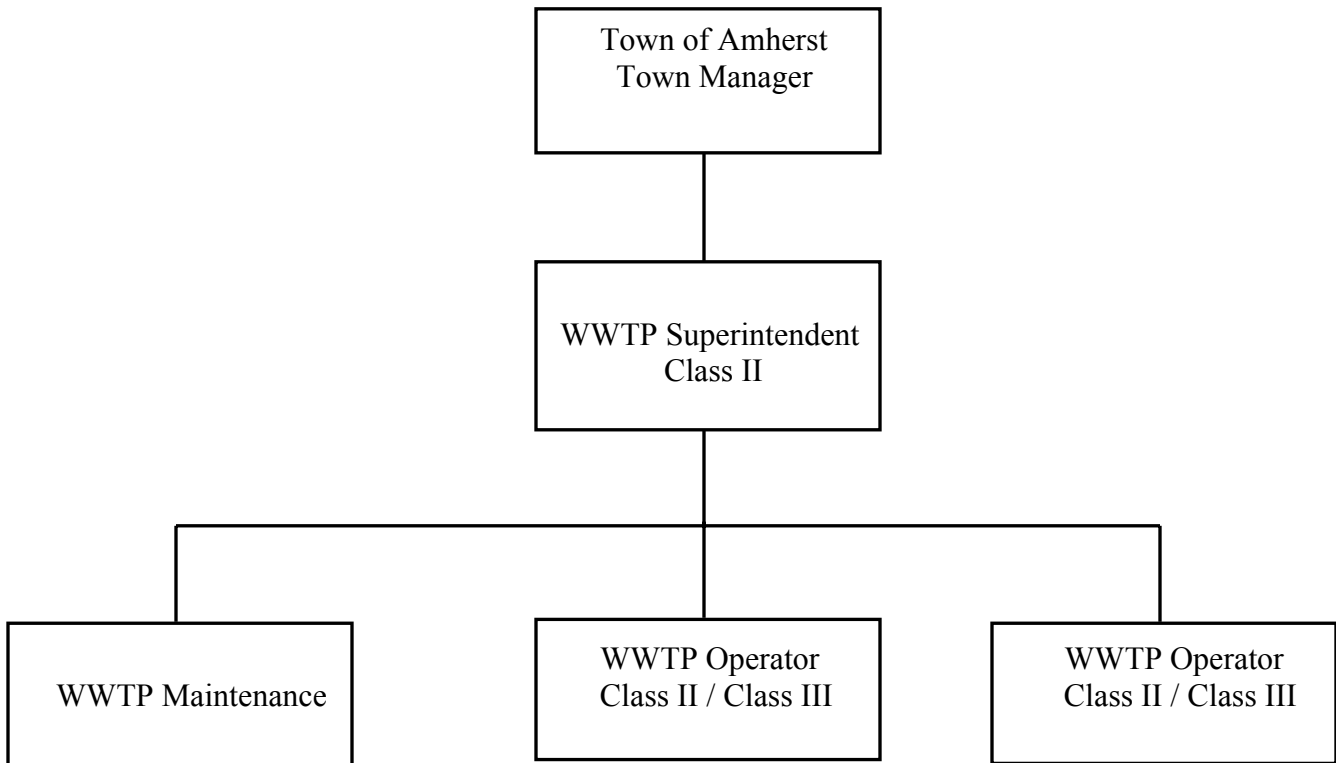 Town of Amherst
Town Manager
WWTP Superintendent
Class II
WWTP Maintenance
WWTP Operator
Class II / Class III
WWTP Operator
Class II / Class III